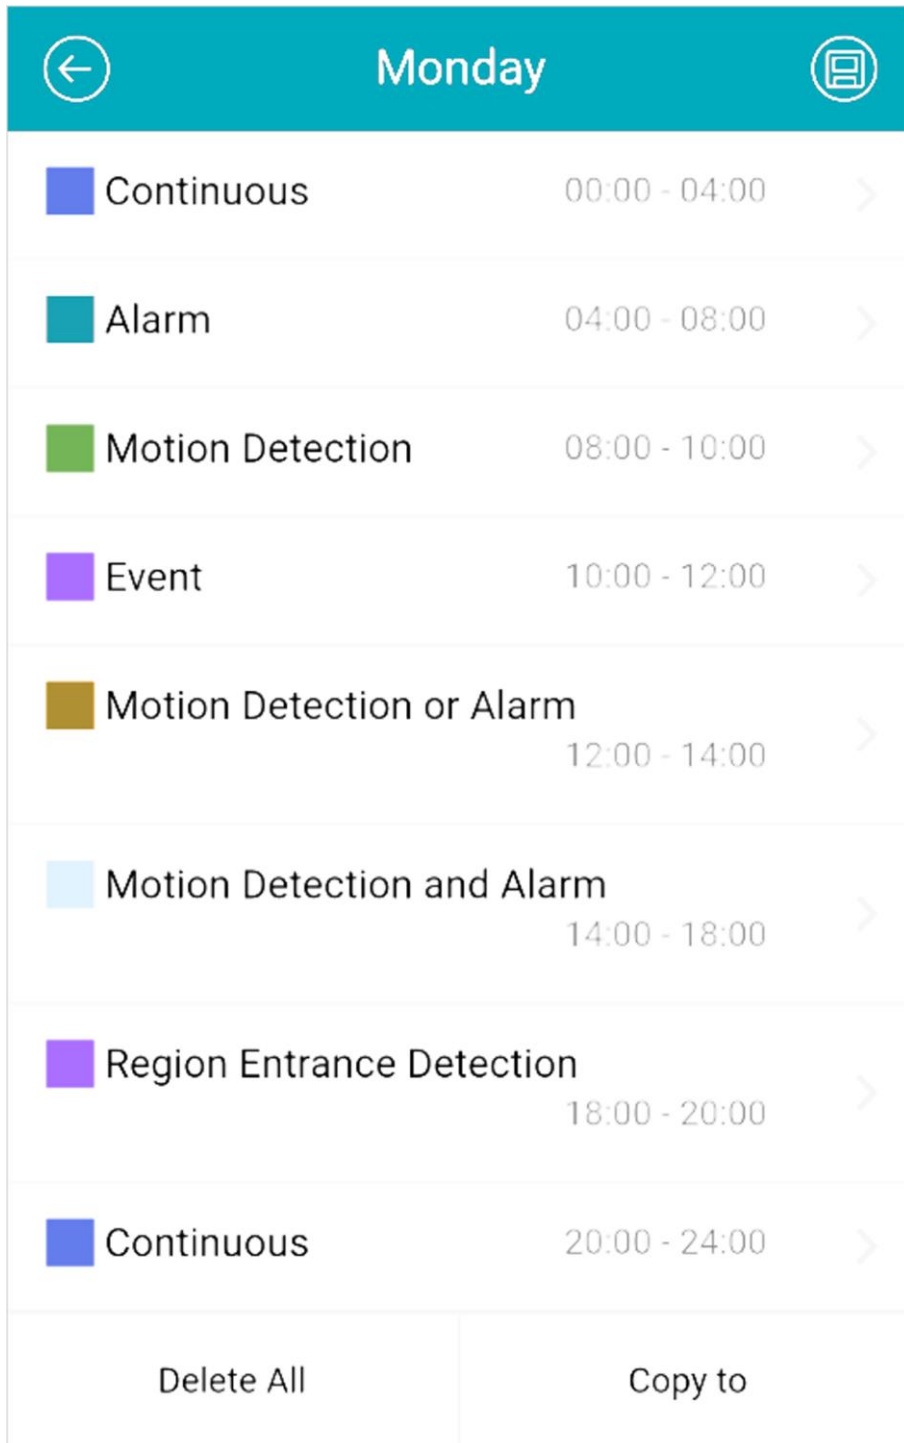 Monday
Continuous 00:00 - 04:00
Alarm 04:00 - 08:00
Motion Detection 08:00 - 10:00
Event 10:00 - 12:00
Motion Detection or Alarm
12:00 - 14:00
Motion Detection and Alarm
14:00 - 18:00
Region Entrance Detection
18:00 - 20:00
Continuous 20:00 - 24:00
Delete All Copy to